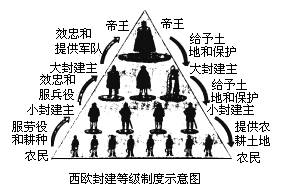 效忠和
提供军队
帝王
帝王
给予土
地和保护
大封建主
大封建主
效忠和
服兵役
给予土
地和保护
小封建主
小封建主
服劳役
和耕种
提供农
耕土地
农民
农民
西欧封建等级制度示意图